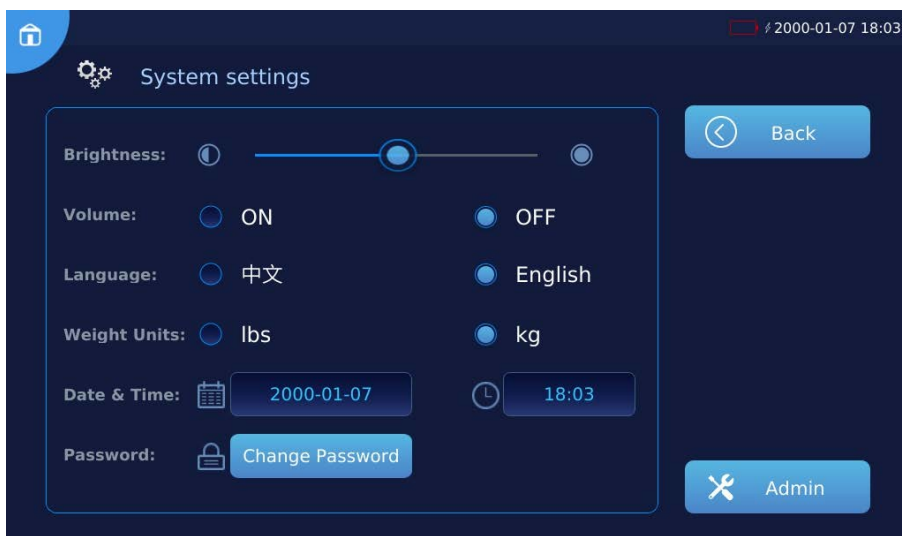 2000-01-07 18:03
System settings
Back
Brightness:
Volume: ON OFF
Language: 中文 English
Weight Units: lbs kg
Date & Time: 2000-01-07 18:03
Password: Change Password
Admin